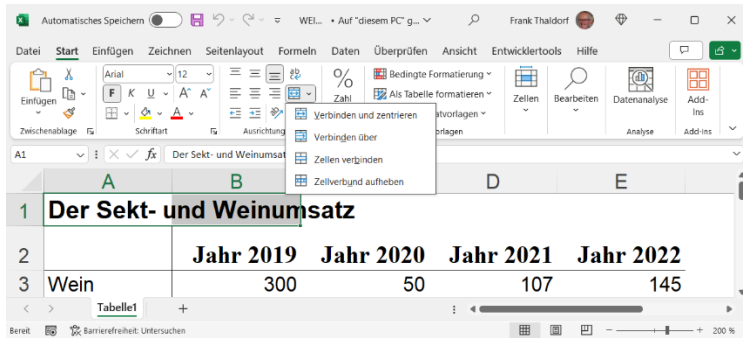 Automatisches Speichern WEI... • Auf "diesem PC" g... Frank Thaldorf
Datei Start Einfügen Zeichnen Seitenlayout Formeln Daten Überprüfen Ansicht Entwicklertools Hilfe
Arial 12 Bedingte Formatierung
F K U A A Als Tabelle formatieren
Einfügen Zahl atvorlagen Zellen Bearbeiten Datenanalyse Add-Ins
Zwischenablage Schriftart Ausrichtung orlagen Analyse Add-Ins
Verbinden und zentrieren
Verbinden über
Zellen verbinden
Zellverbund aufheben
A1 fx Der Sekt- und Weinumsat
A B D E
1 Der Sekt- und Weinumsatz
2 Jahr 2019 Jahr 2020 Jahr 2021 Jahr 2022
3 Wein 300 50 107 145
Tabelle1 +
Bereit Barrierefreiheit: Untersuchen 200 %